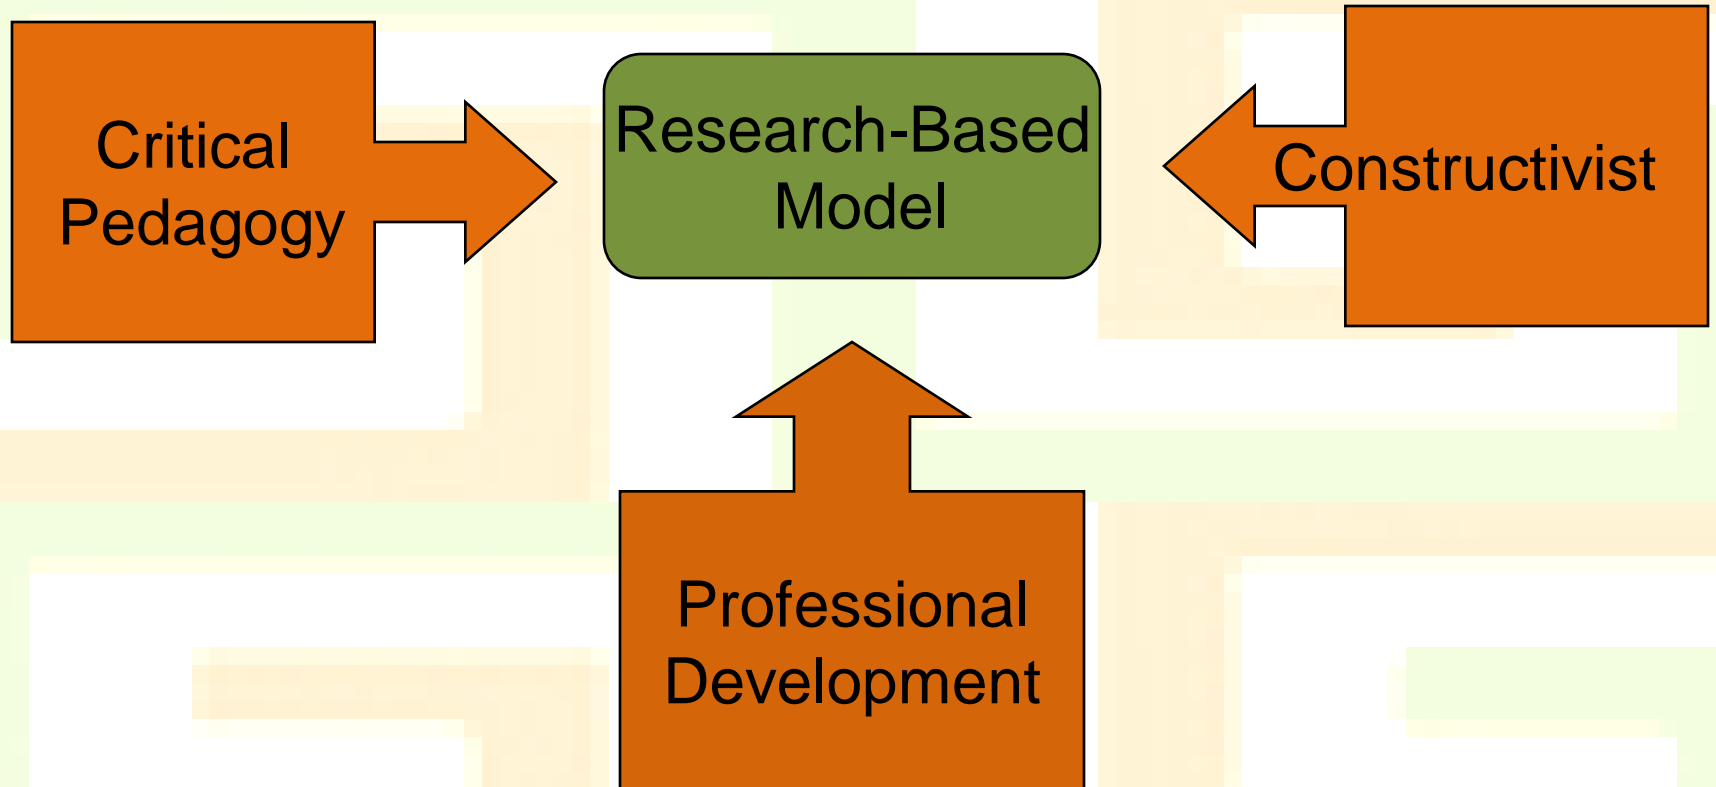 Critical
Pedagogy
Research-Based
Model
Constructivist
Professional
Development